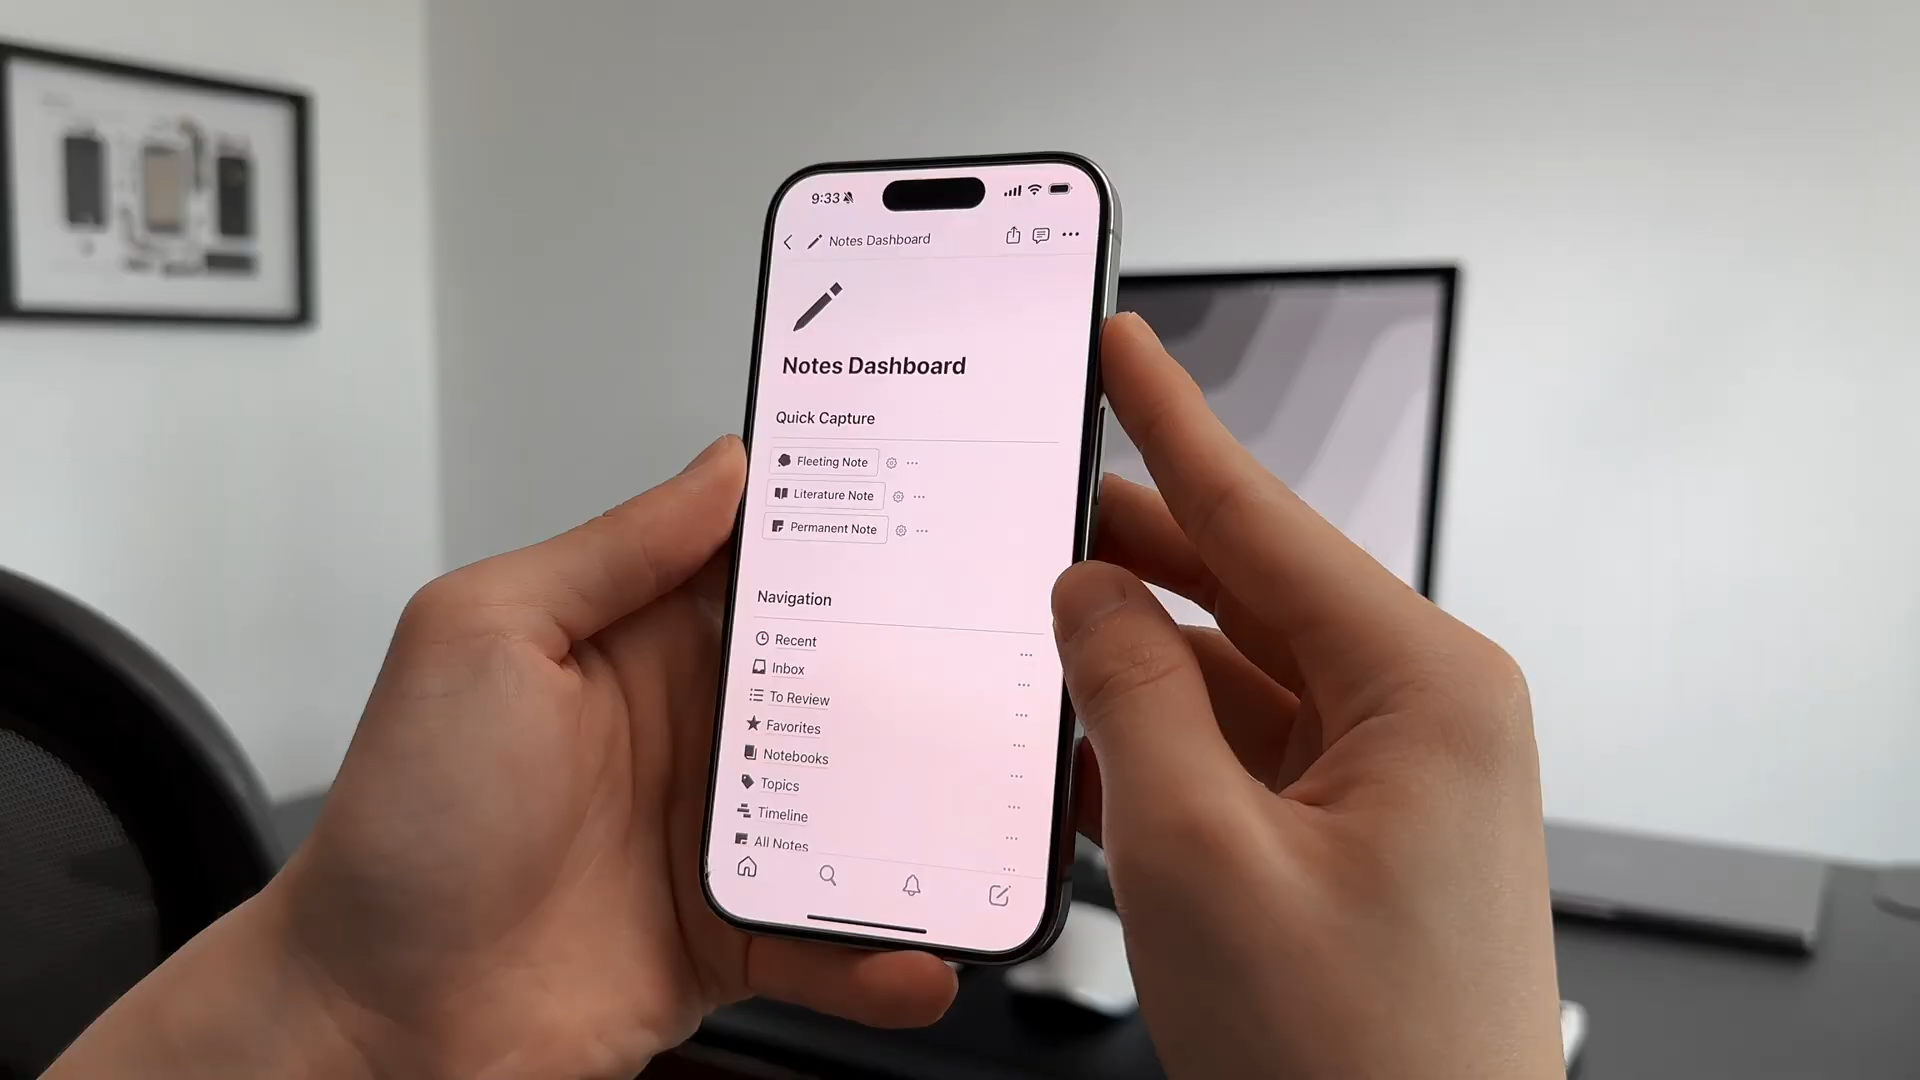 9:33
Notes Dashboard
Notes Dashboard
Quick Capture
Fleeting Note
Literature Note
Permanent Note
Navigation
Recent
Inbox
To Review
Favorites
Notebooks
Topics
Timeline
All Notes